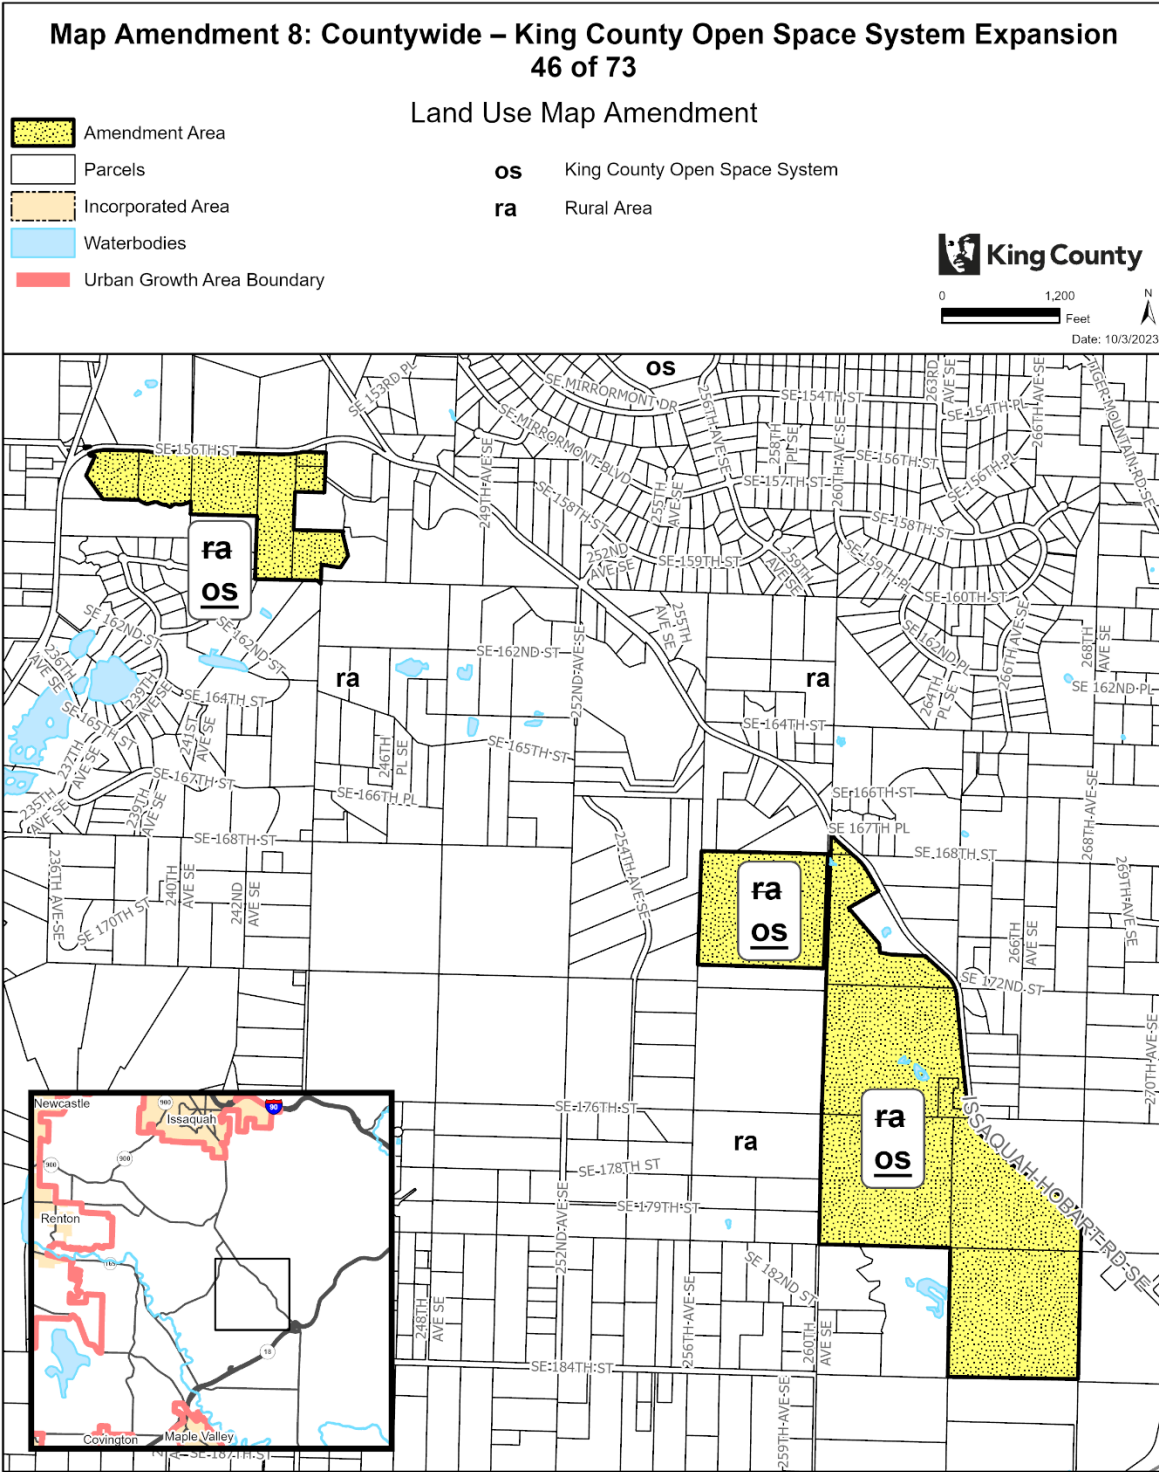 Map Amendment 8: Countywide – King County Open Space System Expansion
46 of 73
Land Use Map Amendment
Amendment Area
Parcels
Incorporated Area
Waterbodies
Urban Growth Area Boundary
os King County Open Space System
ra Rural Area
King County
0 1,200
Feet
N
Date: 10/3/2023
os
SE 153RD PL
SE MIRRORMONT DR
SE MIRRORMONT BLVD
256TH AVE SE
SE 154TH ST
263RD AVE SE
SE 154TH PL
266TH AVE SE
TIGER MOUNTAIN RD SE
SE 156TH ST
249TH AVE SE
258TH PL SE
260TH AVE SE
SE 156TH ST
SE 156TH PL
SE 157TH ST
255TH AVE SE
SE 158TH ST
SE 158TH ST
252ND AVE SE
SE 159TH ST
259TH AVE SE
SE 159TH PL
SE 160TH ST
ra
os
SE 162ND ST
SE 162ND ST
236TH AVE SE
239TH AVE SE
SE 164TH ST
SE 165TH ST
241ST AVE SE
237TH AVE SE
SE 167TH ST
235TH AVE SE
239TH AVE SE
ra
SE 162ND ST
252ND AVE SE
255TH AVE SE
ra
SE 162ND PL
264TH PL SE
266TH AVE SE
268TH AVE SE
SE 162ND PL
SE 164TH ST
246TH PL SE
SE 165TH ST
SE 166TH PL
SE 166TH ST
SE 167TH PL
SE 168TH ST
SE 168TH ST
268TH AVE SE
269TH AVE SE
236TH AVE SE
240TH AVE SE
242ND AVE SE
SE 170TH ST
254TH AVE SE
ra
os
266TH AVE SE
SE 172ND ST
270TH AVE SE
SE 176TH ST
ra
ra
os
ISSAQUAH-HOBART RD SE
SE 178TH ST
SE 179TH ST
252ND AVE SE
SE 182ND ST
248TH AVE SE
256TH AVE SE
260TH AVE SE
SE 184TH ST
259TH AVE SE
SE 187TH ST
Newcastle
900
Issaquah
90
900
900
Renton
169
18
Covington
Maple Valley